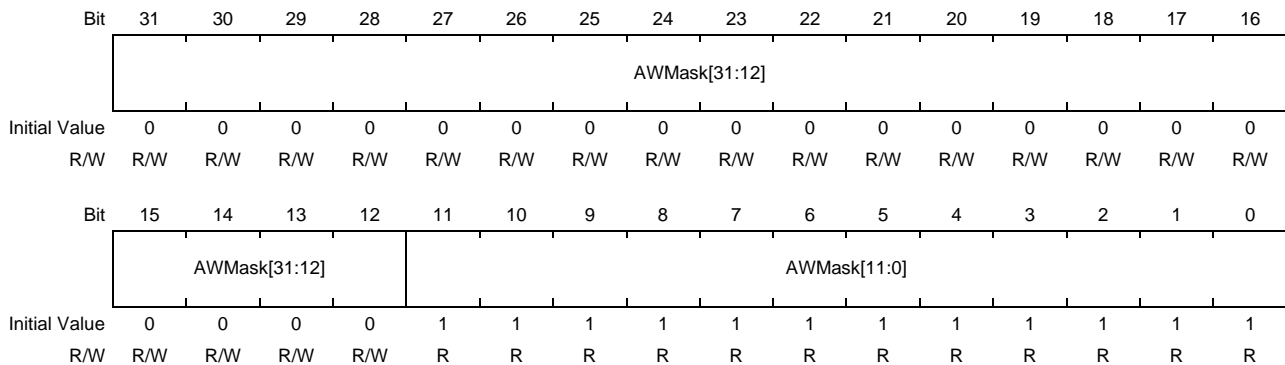 Bit 31 30 29 28 27 26 25 24 23 22 21 20 19 18 17 16
AWMask[31:12]
Initial Value 0 0 0 0 0 0 0 0 0 0 0 0 0 0 0 0
R/W R/W R/W R/W R/W R/W R/W R/W R/W R/W R/W R/W R/W R/W R/W R/W R/W
Bit 15 14 13 12 11 10 9 8 7 6 5 4 3 2 1 0
AWMask[31:12] AWMask[11:0]
Initial Value 0 0 0 0 1 1 1 1 1 1 1 1 1 1 1 1
R/W R/W R/W R/W R/W R R R R R R R R R R R R